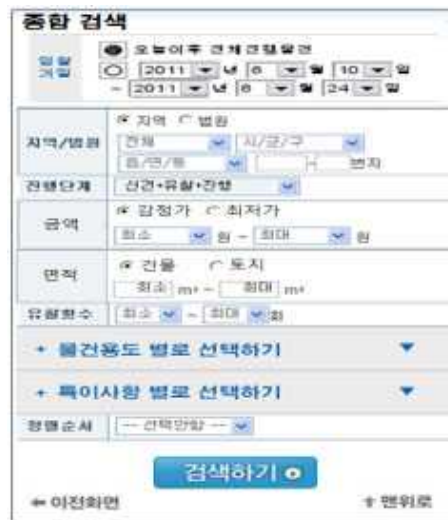 종합 검색
입찰기일
오늘이후 전체진행물건
2011 년 6 월 10 일
~ 2011 년 6 월 24 일
지역/법원
지역 법원
전체 시/군/구
읍/면/동 - 번지
진행단계 신건+유찰+진행
금액
감정가 최저가
최소 원 ~ 최대 원
면적
건물 토지
최소 m² ~ 최대 m²
유찰횟수 최소 ~ 최대 회
+ 물건용도 별로 선택하기
+ 특이사항 별로 선택하기
정렬순서 -- 선택안함 --
검색하기
← 이전화면 ↑ 맨위로